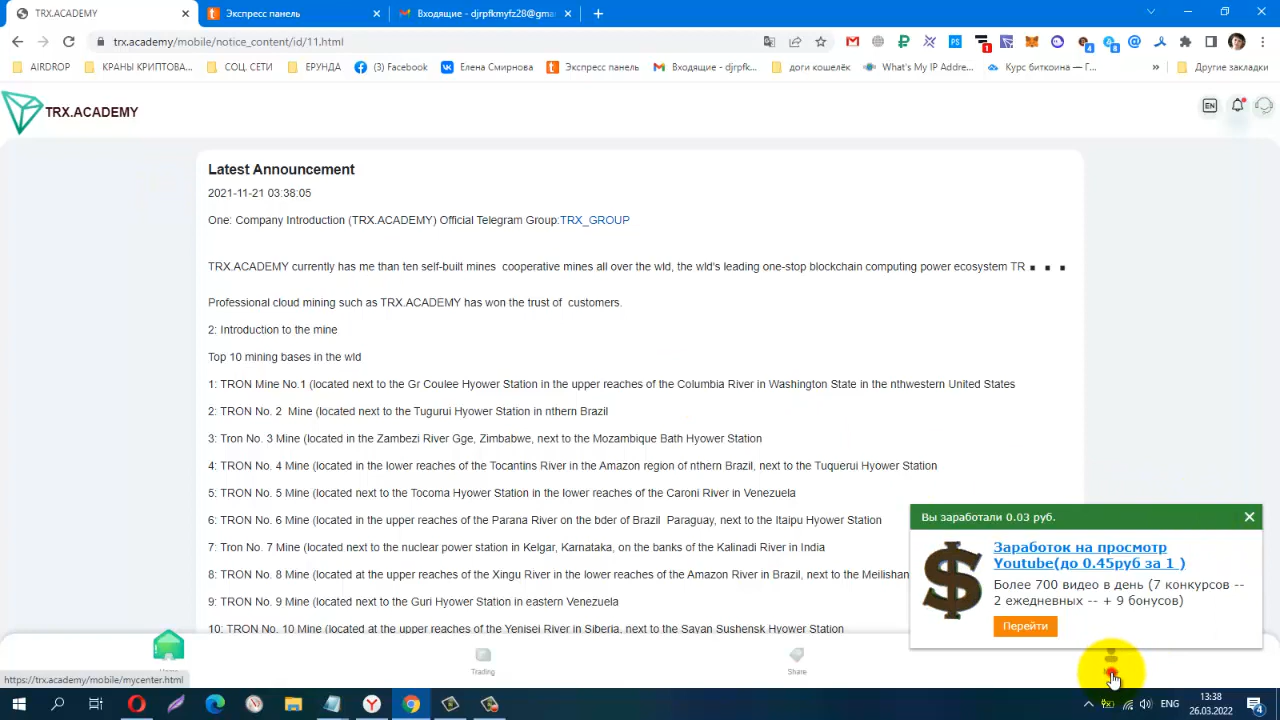 TRX.ACADEMY
Экспресс панель
Входящие - djrpfkmyfz28@gmai
trx.academy/mobile/notice_content/id/11.html
AIRDROP
КРАНЫ КРИПТОВА...
СОЦ. СЕТИ
ЕРУНДА
(3) Facebook
Елена Смирнова
Экспресс панель
Входящие - djrpfk...
доги кошелёк
What's My IP Addre...
Курс биткоина — Г...
»
Другие закладки
TRX.ACADEMY
EN
Latest Announcement
2021-11-21 03:38:05
One: Company Introduction (TRX.ACADEMY) Official Telegram Group:TRX_GROUP
TRX.ACADEMY currently has me than ten self-built mines cooperative mines all over the wld, the wld's leading one-stop blockchain computing power ecosystem TR ...
Professional cloud mining such as TRX.ACADEMY has won the trust of customers.
2: Introduction to the mine
Top 10 mining bases in the wld
1: TRON Mine No.1 (located next to the Gr Coulee Hyower Station in the upper reaches of the Columbia River in Washington State in the nthwestern United States
2: TRON No. 2 Mine (located next to the Tugurui Hyower Station in nthern Brazil
3: Tron No. 3 Mine (located in the Zambezi River Gge, Zimbabwe, next to the Mozambique Bath Hyower Station
4: TRON No. 4 Mine (located in the lower reaches of the Tocantins River in the Amazon region of nthern Brazil, next to the Tuquerui Hyower Station
5: TRON No. 5 Mine (located next to the Tocoma Hyower Station in the lower reaches of the Caroni River in Venezuela
6: TRON No. 6 Mine (located in the upper reaches of the Parana River on the bder of Brazil Paraguay, next to the Itaipu Hyower Station
7: Tron No. 7 Mine (located next to the nuclear power station in Kelgar, Karnataka, on the banks of the Kalinadi River in India
8: TRON No. 8 Mine (located at the upper reaches of the Xingu River in the lower reaches of the Amazon River in Brazil, next to the Meilishan
9: TRON No. 9 Mine (located next to the Guri Hyower Station in eastern Venezuela
10: TRON No. 10 Mine (located at the upper reaches of the Yenisei River in Siberia, next to the Sayan Sushensk Hyower Station
Вы заработали 0.03 руб.
Заработок на просмотр
Youtube(до 0.45руб за 1 )
Более 700 видео в день (7 конкурсов --
2 ежедневных -- + 9 бонусов)
Перейти
Trading
Share
https://trx.academy/mobile/mycenter.html
ENG
13:38
26.03.2022
4